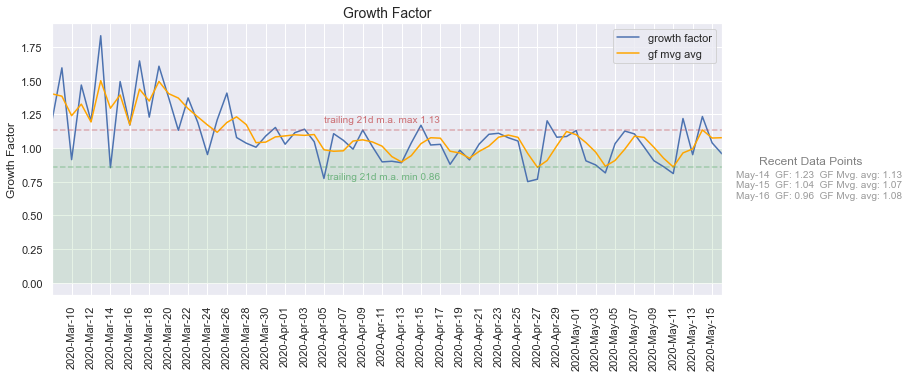 Growth Factor
growth factor
gf mvg avg
Growth Factor
1.75
1.50
1.25
1.00
0.75
0.50
0.25
0.00
trailing 21d m.a. max 1.13
trailing 21d m.a. min 0.86
Recent Data Points
May-14 GF: 1.23 GF Mvg. avg: 1.13
May-15 GF: 1.04 GF Mvg. avg: 1.07
May-16 GF: 0.96 GF Mvg. avg: 1.08
2020-Mar-10
2020-Mar-12
2020-Mar-14
2020-Mar-16
2020-Mar-18
2020-Mar-20
2020-Mar-22
2020-Mar-24
2020-Mar-26
2020-Mar-28
2020-Mar-30
2020-Apr-01
2020-Apr-03
2020-Apr-05
2020-Apr-07
2020-Apr-09
2020-Apr-11
2020-Apr-13
2020-Apr-15
2020-Apr-17
2020-Apr-19
2020-Apr-21
2020-Apr-23
2020-Apr-25
2020-Apr-27
2020-Apr-29
2020-May-01
2020-May-03
2020-May-05
2020-May-07
2020-May-09
2020-May-11
2020-May-13
2020-May-15